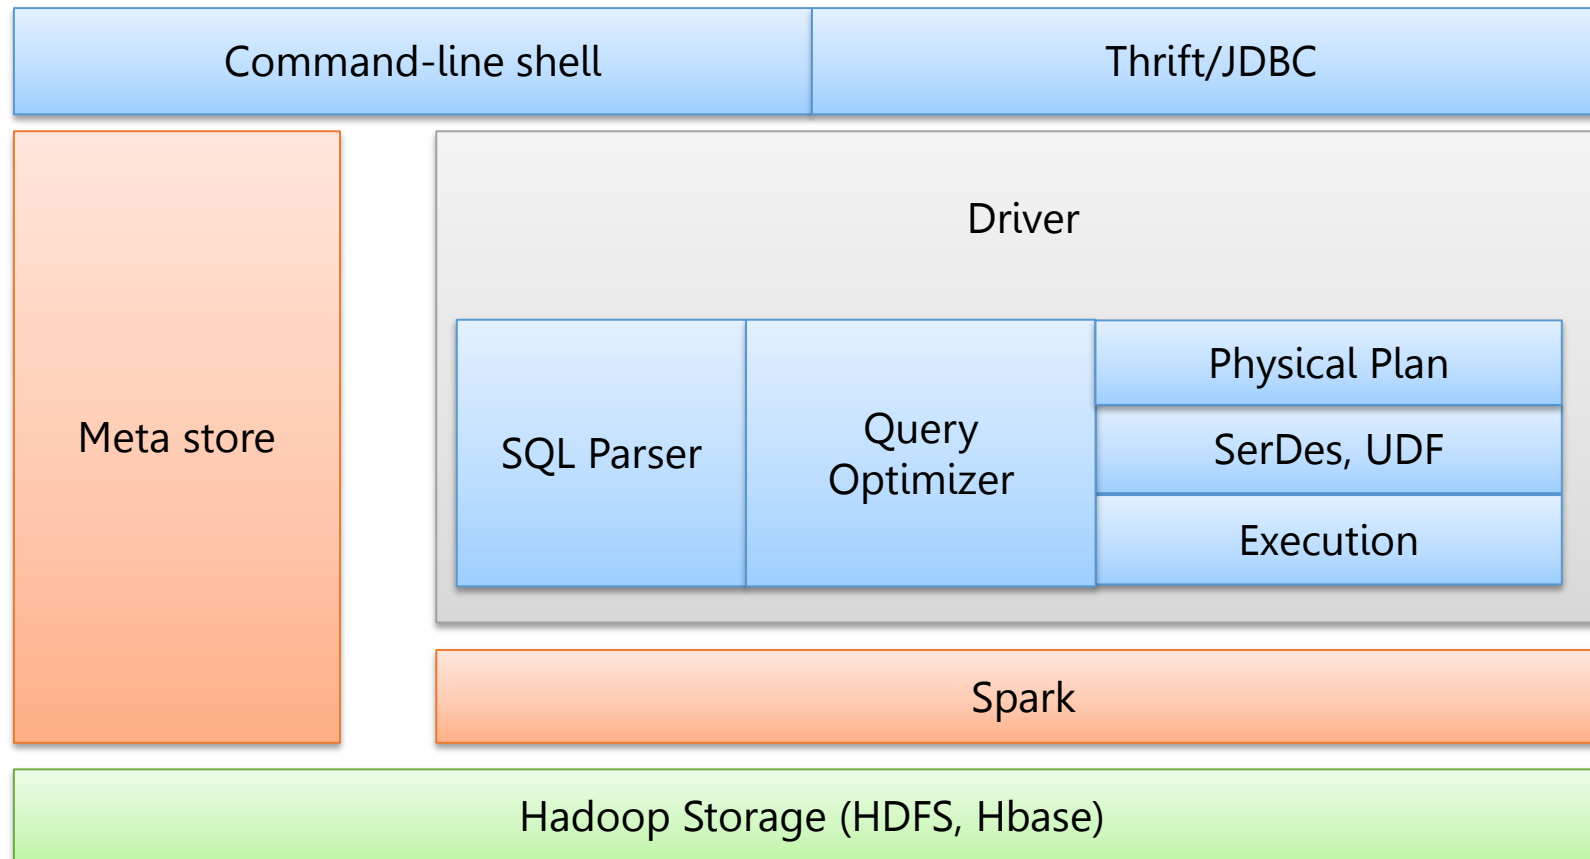 Command-line shell
Thrift/JDBC
Meta store
Driver
SQL Parser
Query
Optimizer
Physical Plan
SerDes, UDF
Execution
Spark
Hadoop Storage (HDFS, Hbase)